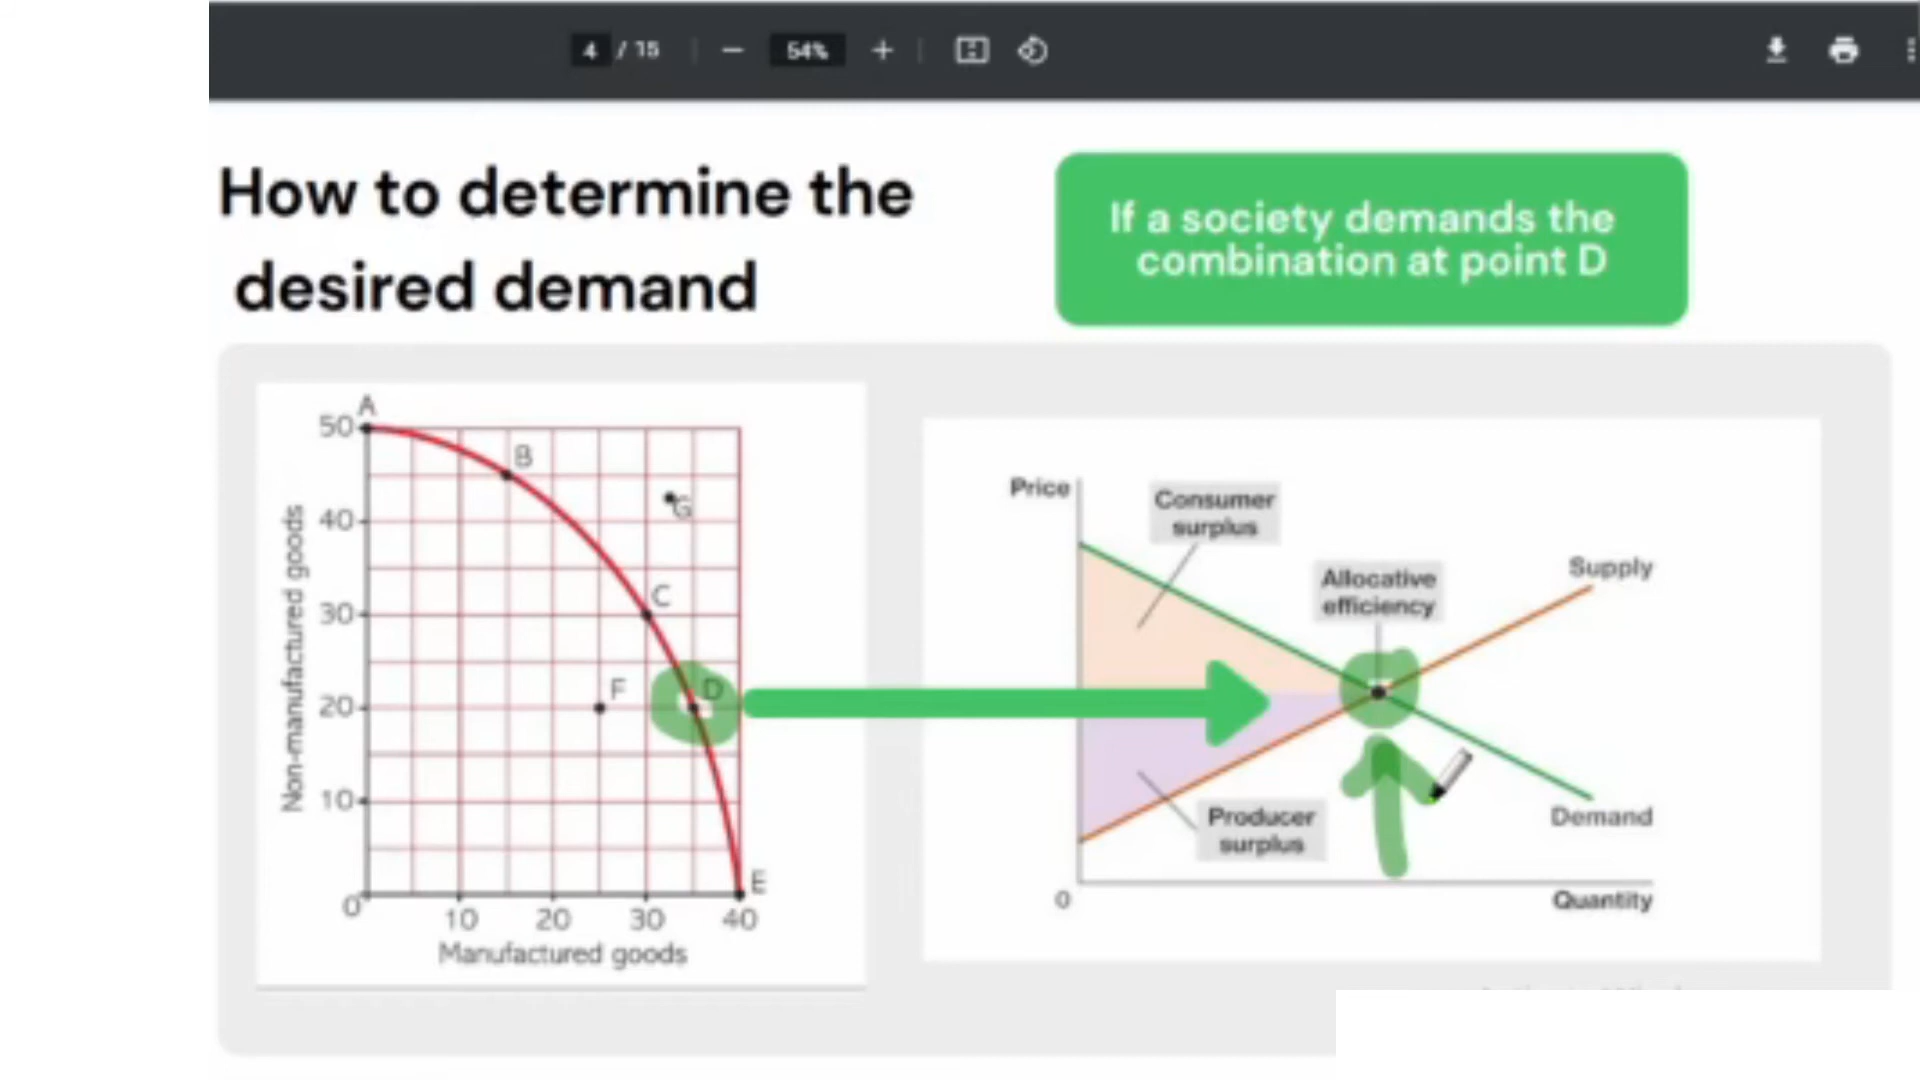 4 / 15
54%
How to determine the
desired demand
If a society demands the
combination at point D
A
50
B
G
40
Non-manufactured goods
C
30
F
D
20
10
E
0
10
20
30
40
Manufactured goods
Price
Consumer
surplus
Allocative
efficiency
Supply
Producer
surplus
Demand
0
Quantity